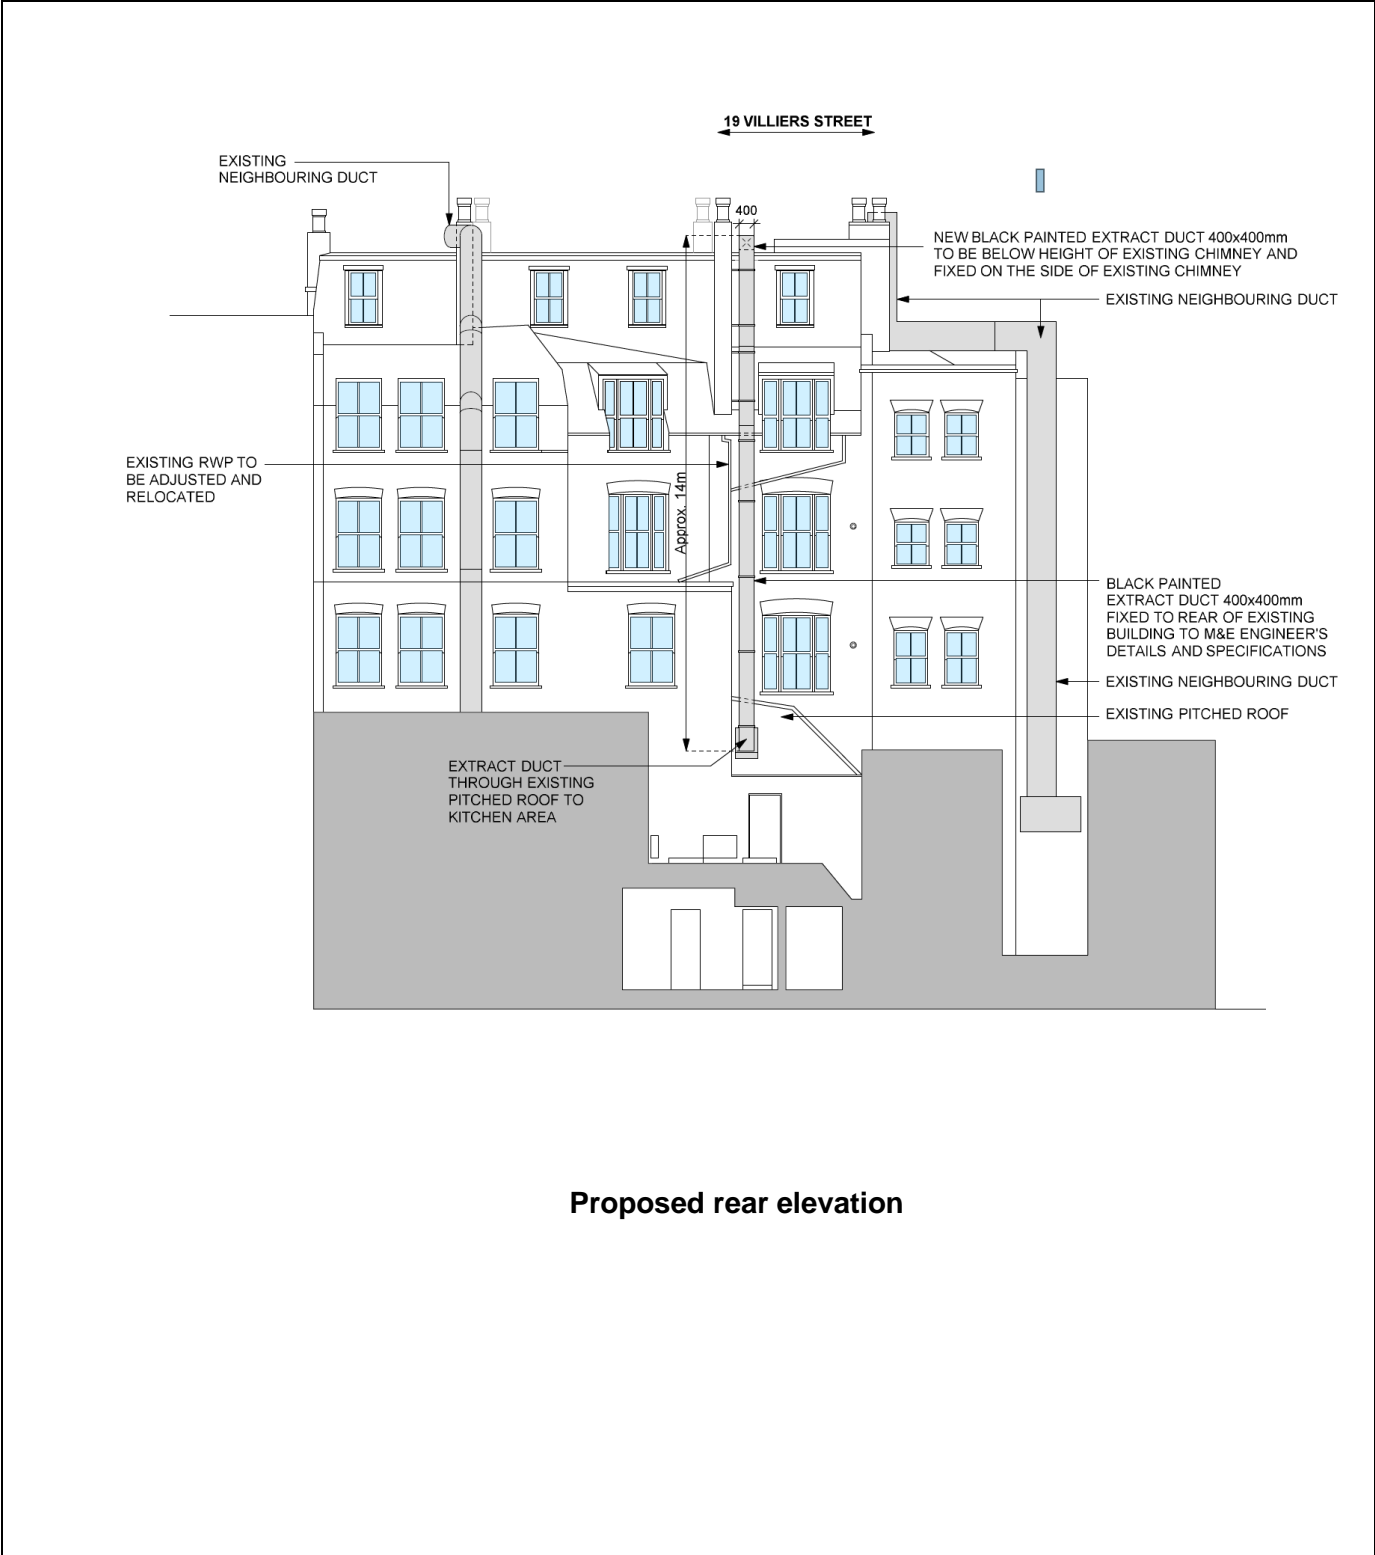 19 VILLIERS STREET
EXISTING
NEIGHBOURING DUCT
400
NEW BLACK PAINTED EXTRACT DUCT 400x400mm
TO BE BELOW HEIGHT OF EXISTING CHIMNEY AND
FIXED ON THE SIDE OF EXISTING CHIMNEY
EXISTING NEIGHBOURING DUCT
EXISTING RWP TO
BE ADJUSTED AND
RELOCATED
Approx. 14m
BLACK PAINTED
EXTRACT DUCT 400x400mm
FIXED TO REAR OF EXISTING
BUILDING TO M&E ENGINEER'S
DETAILS AND SPECIFICATIONS
EXISTING NEIGHBOURING DUCT
EXISTING PITCHED ROOF
EXTRACT DUCT
THROUGH EXISTING
PITCHED ROOF TO
KITCHEN AREA
Proposed rear elevation